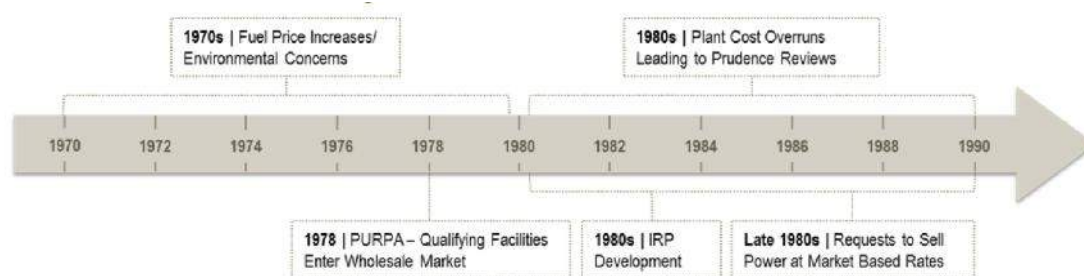 1970s | Fuel Price Increases/
Environmental Concerns
1980s | Plant Cost Overruns
Leading to Prudence Reviews
1970 1972 1974 1976 1978 1980 1982 1984 1986 1988 1990
1978 | PURPA – Qualifying Facilities
Enter Wholesale Market
1980s | IRP
Development
Late 1980s | Requests to Sell
Power at Market Based Rates